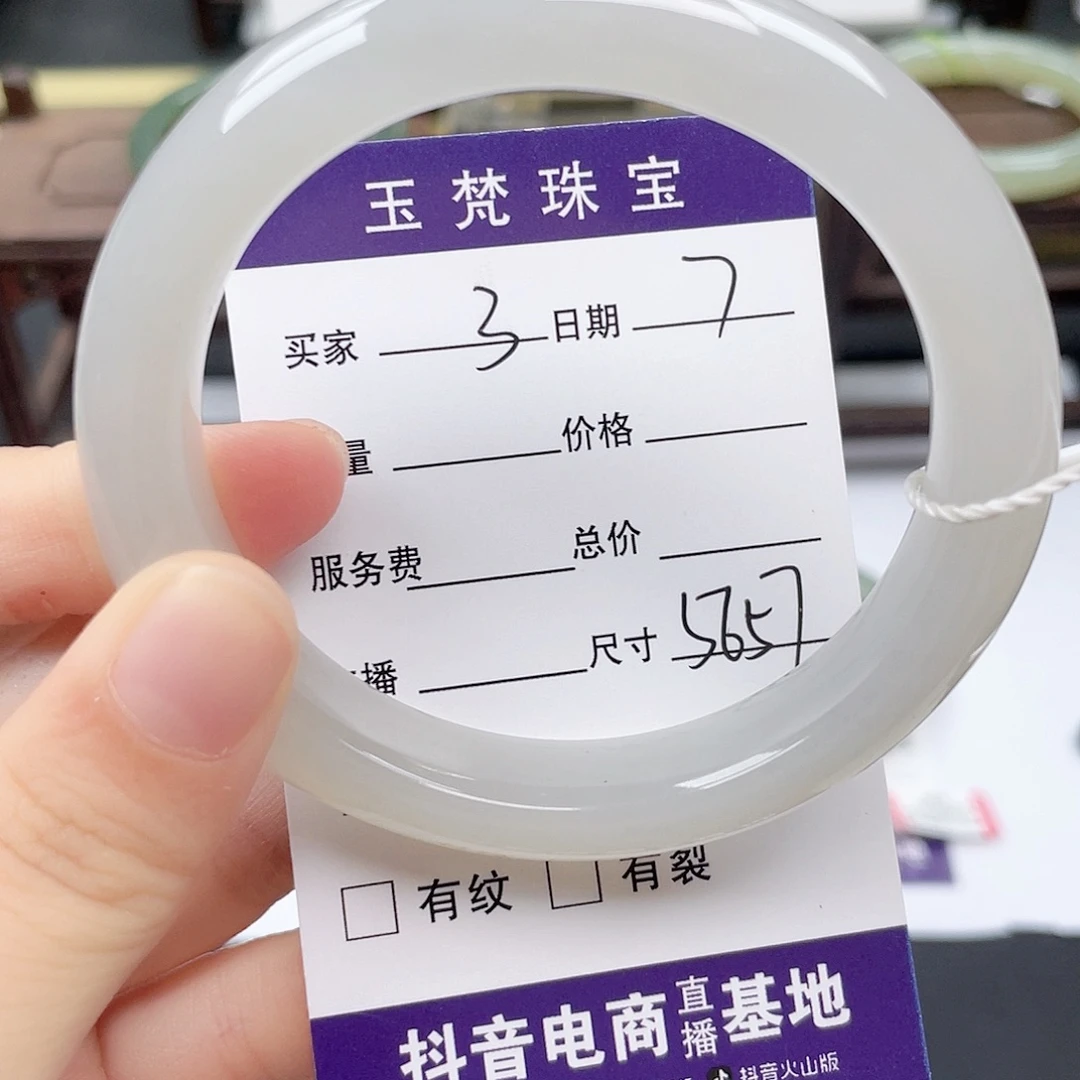 玉梵珠宝
买家 3 日期 7
量 价格
服务费 总价
播 尺寸 5657
有纹 有裂
抖音电商直播基地
抖音火山版